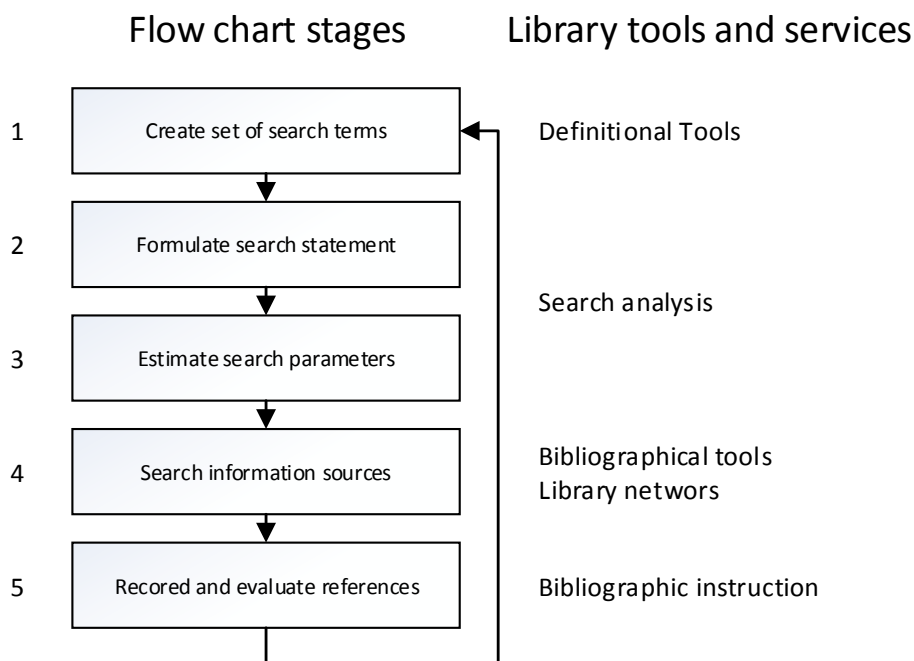 Flow chart stages Library tools and services
1 Create set of search terms Definitional Tools
2 Formulate search statement
Search analysis
3 Estimate search parameters
Bibliographical tools
4 Search information sources
Library networs
5 Recored and evaluate references Bibliographic instruction